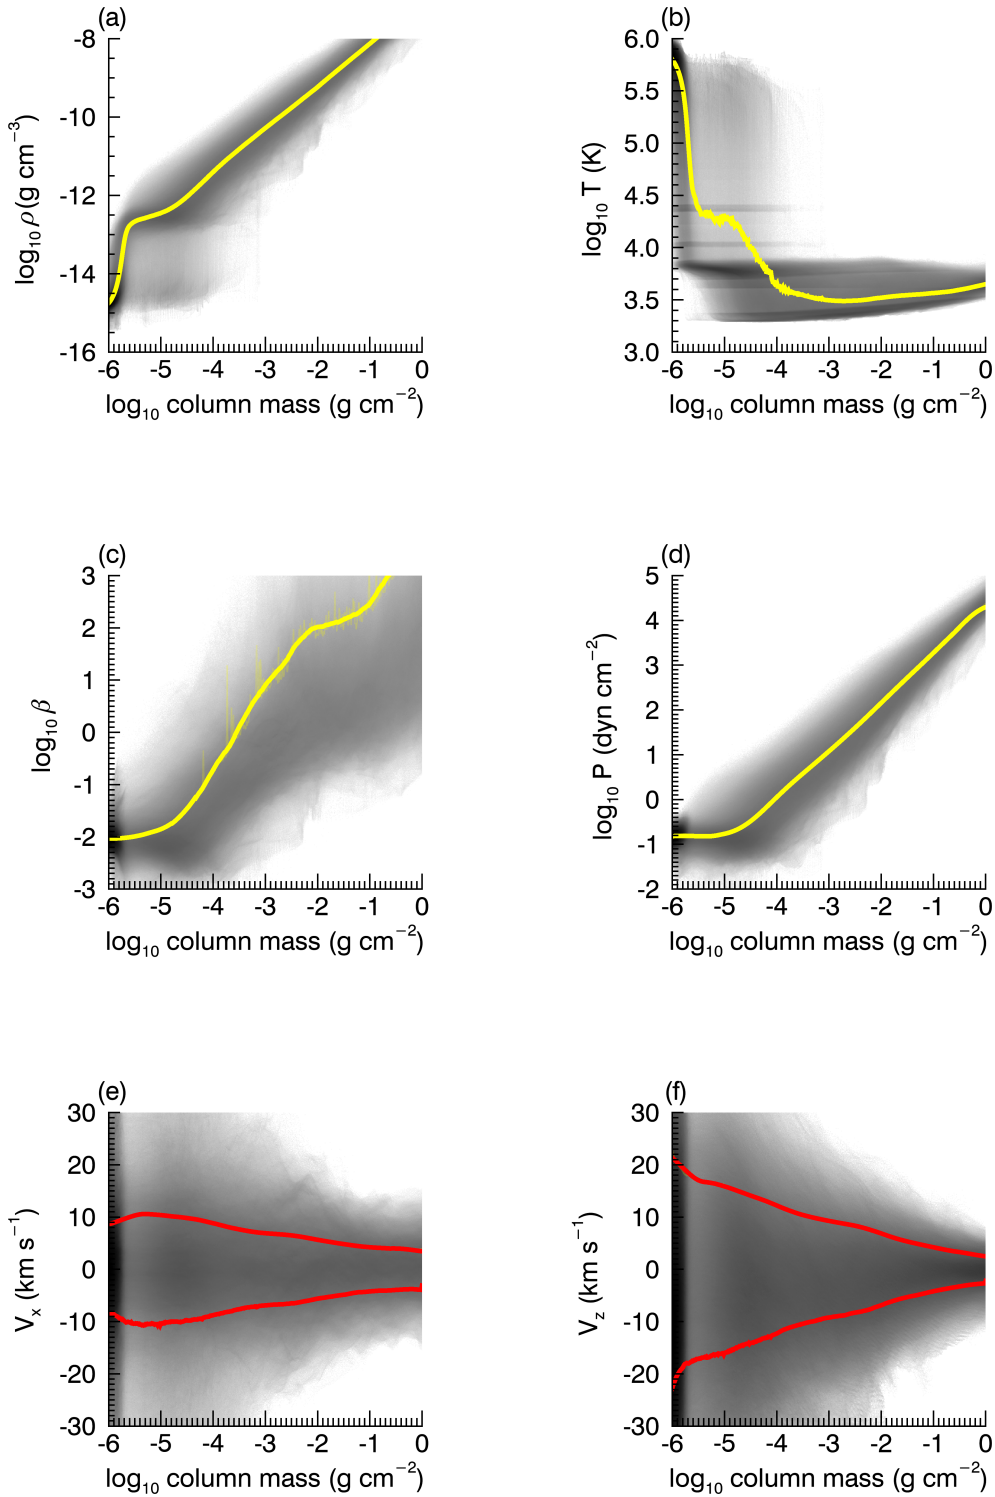 (a)
-8
-10
-12
-14
-16
log₁₀ ρ (g cm⁻³)
-6 -5 -4 -3 -2 -1 0
log₁₀ column mass (g cm⁻²)
(b)
6.0
5.5
5.0
4.5
4.0
3.5
3.0
log₁₀ T (K)
-6 -5 -4 -3 -2 -1 0
log₁₀ column mass (g cm⁻²)
(c)
3
2
1
0
-1
-2
-3
log₁₀ β
-6 -5 -4 -3 -2 -1 0
log₁₀ column mass (g cm⁻²)
(d)
5
4
3
2
1
0
-1
-2
log₁₀ P (dyn cm⁻²)
-6 -5 -4 -3 -2 -1 0
log₁₀ column mass (g cm⁻²)
(e)
30
20
10
0
-10
-20
-30
Vₓ (km s⁻¹)
-6 -5 -4 -3 -2 -1 0
log₁₀ column mass (g cm⁻²)
(f)
30
20
10
0
-10
-20
-30
V_z (km s⁻¹)
-6 -5 -4 -3 -2 -1 0
log₁₀ column mass (g cm⁻²)